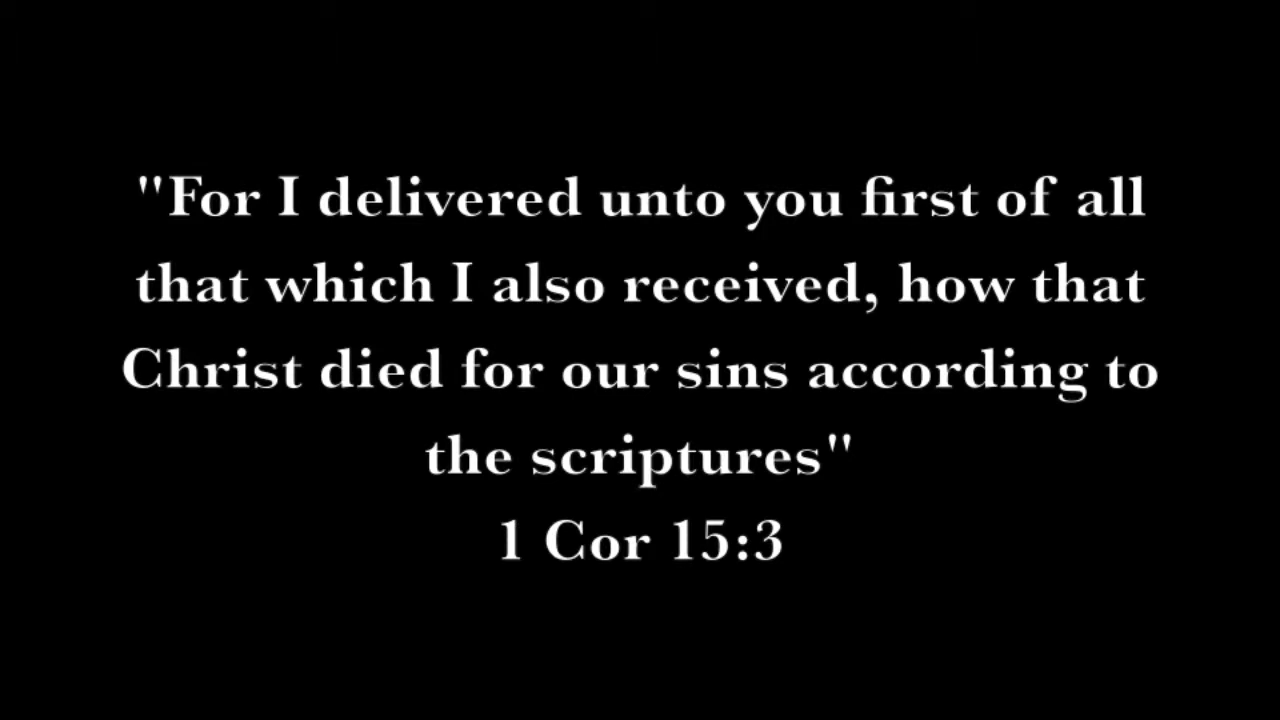 "For I delivered unto you first of all
that which I also received, how that
Christ died for our sins according to
the scriptures"
1 Cor 15:3